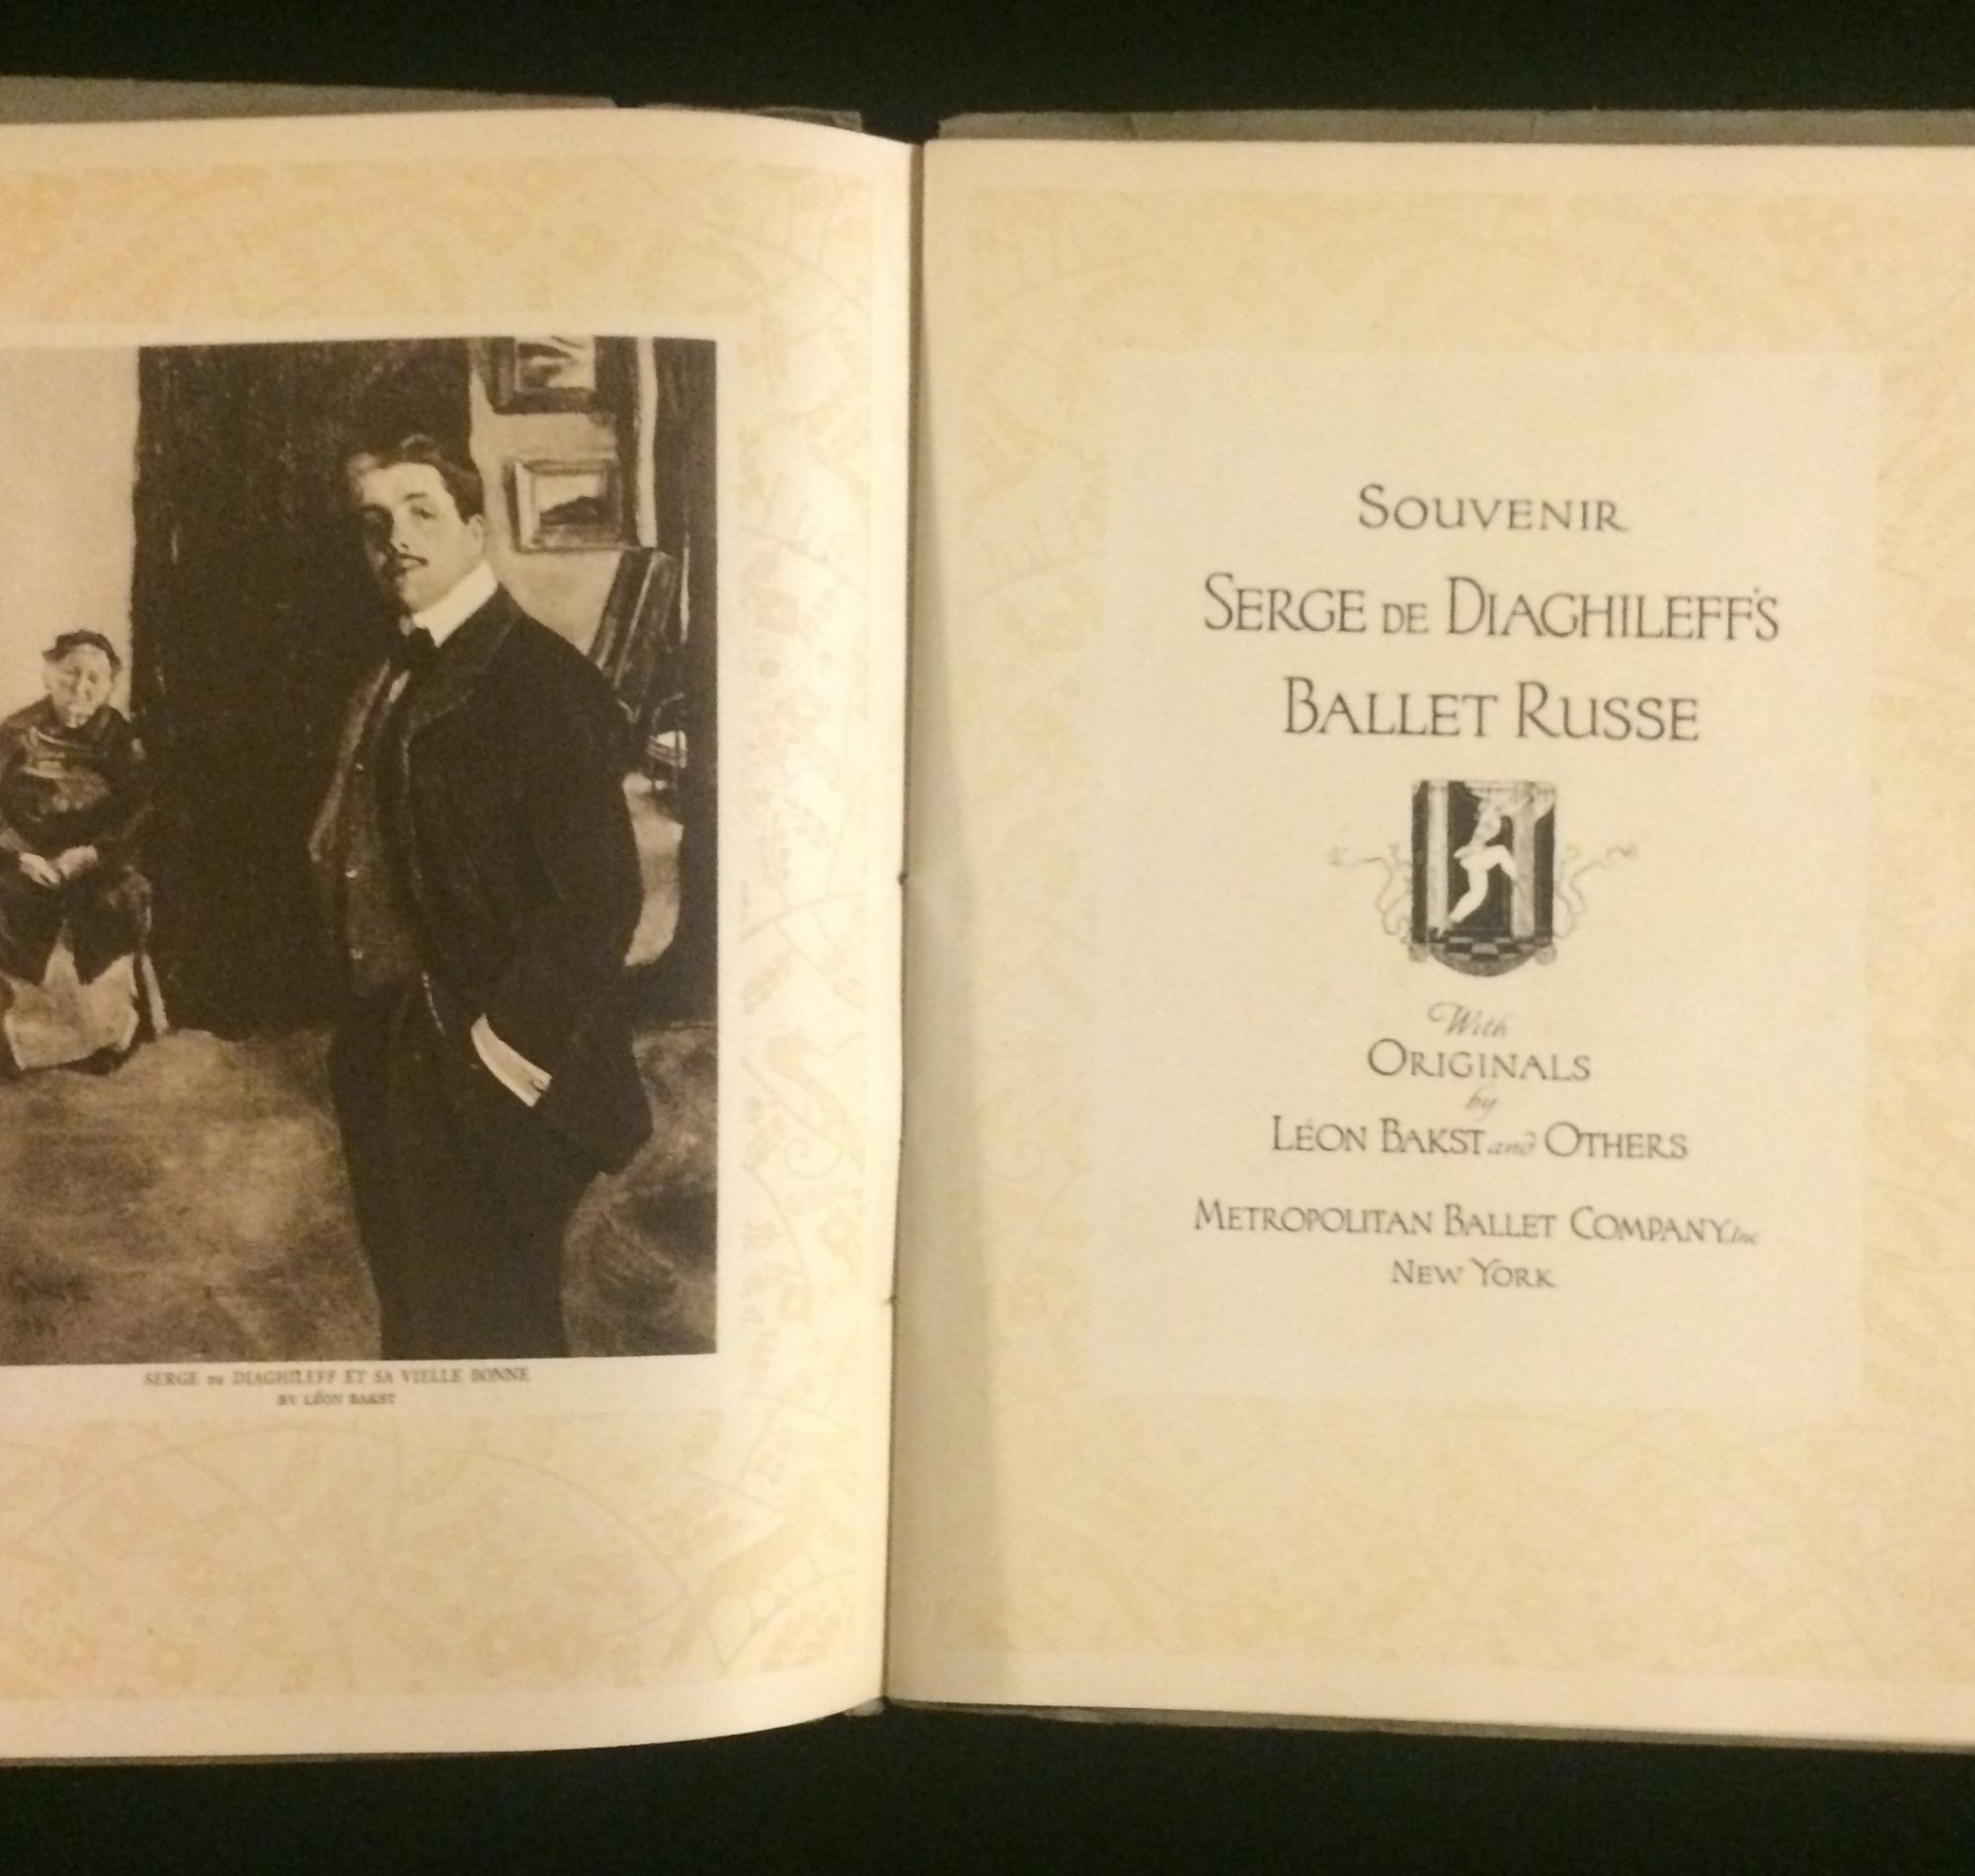 SERGE DE DIAGHILEFF ET SA VIELLE BONNE
BY LÉON BAKST
SOUVENIR
SERGE DE DIAGHILEFF'S
BALLET RUSSE
With
ORIGINALS
by
LÉON BAKST and OTHERS
METROPOLITAN BALLET COMPANY, Inc
NEW YORK